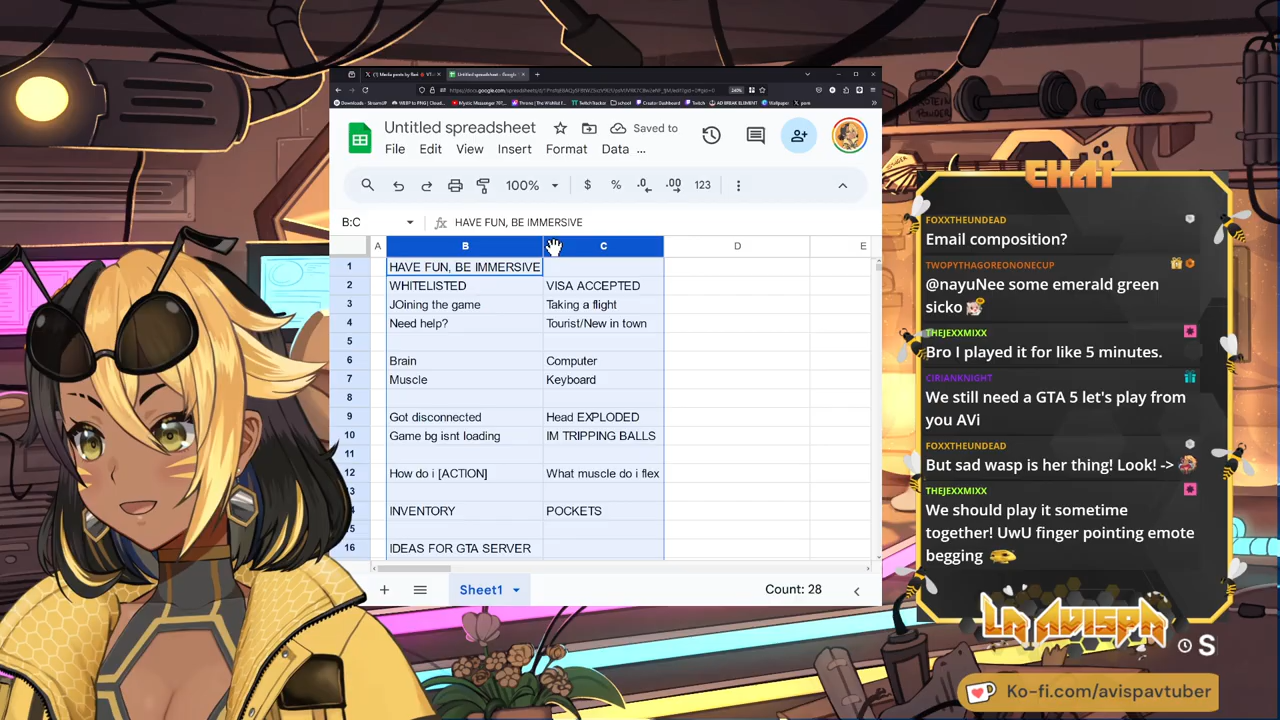 Untitled spreadsheet
Saved to
File Edit View Insert Format Data ...
100% $ % .0 .00 123
B:C fx HAVE FUN, BE IMMERSIVE
A B C D E
1 HAVE FUN, BE IMMERSIVE
2 WHITELISTED VISA ACCEPTED
3 JOining the game Taking a flight
4 Need help? Tourist/New in town
5
6 Brain Computer
7 Muscle Keyboard
8
9 Got disconnected Head EXPLODED
10 Game bg isnt loading IM TRIPPING BALLS
11
12 How do i [ACTION] What muscle do i flex
3
4 INVENTORY POCKETS
15
16 IDEAS FOR GTA SERVER
Sheet1
Count: 28
CHAT
FOXXTHEUNDEAD
Email composition?
TWOPYTHAGOREONONECUP
@nayuNee some emerald green
sicko
THEJEXXMIXX
Bro I played it for like 5 minutes.
CIRIANKNIGHT
We still need a GTA 5 let's play from
you AVi
FOXXTHEUNDEAD
But sad wasp is her thing! Look! ->
THEJEXXMIXX
We should play it sometime
together! UwU finger pointing emote
begging
LA AVISPA
S
Ko-fi.com/avispavtuber